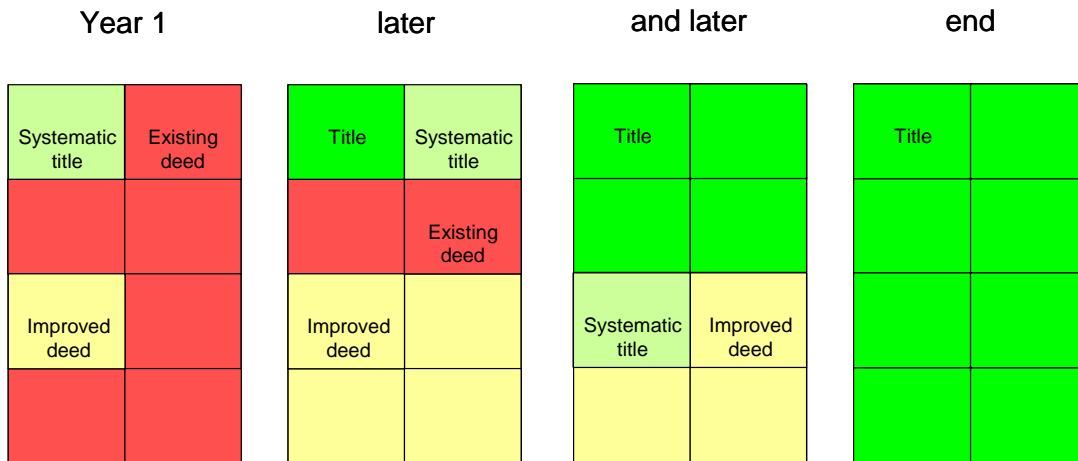 Year 1
later
and later
end
Systematic
title
Existing
deed
Improved
deed
Title
Systematic
title
Existing
deed
Improved
deed
Title
Systematic
title
Improved
deed
Title